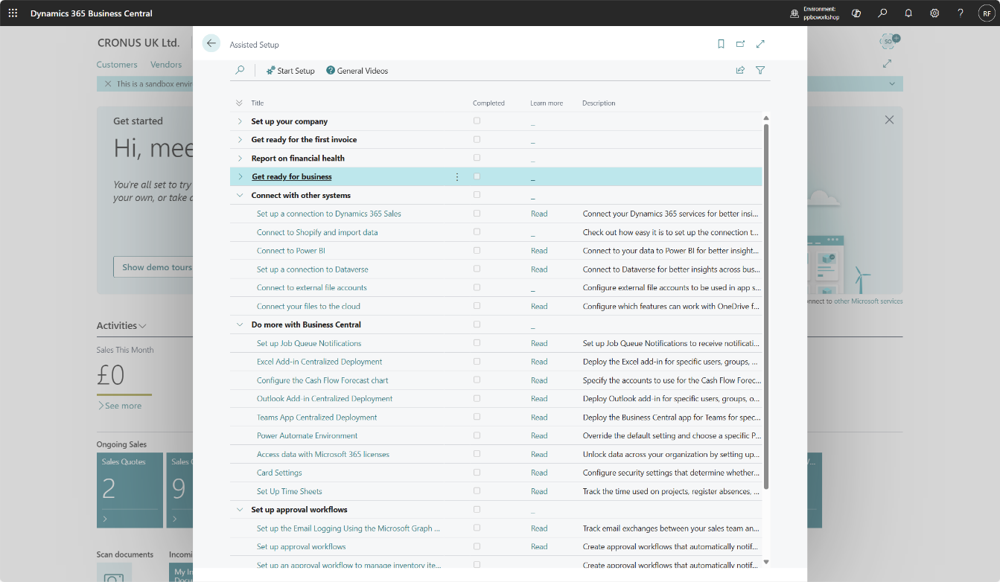 Dynamics 365 Business Central
Environment:
ppbcworkshop
?
RF
CRONUS UK Ltd.
Customers Vendors
This is a sandbox
Get started
Hi,
You're all set to try
your own, or take
Show demo tours
Activities
Sales This Month
£0
See more
Ongoing Sales
Sales Quotes
2
Sales
9
Scan documents
My In
Docu
SO
to other Microsoft services
Assisted Setup
Start Setup General Videos
Title Completed Learn more Description
Set up your company _
Get ready for the first invoice _
Report on financial health _
Get ready for business _
Connect with other systems _
Set up a connection to Dynamics 365 Sales Read Connect your Dynamics 365 services for better insi...
Connect to Shopify and import data _ Check out how easy it is to set up the connection t...
Connect to Power BI Read Connect to your data to Power BI for better insight...
Set up a connection to Dataverse Read Connect to Dataverse for better insights across bus...
Connect to external file accounts _ Configure external file accounts to be used in app s...
Connect your files to the cloud Read Configure which features can work with OneDrive f...
Do more with Business Central _
Set up Job Queue Notifications Read Set up Job Queue Notifications to receive notificati...
Excel Add-in Centralized Deployment Read Deploy the Excel add-in for specific users, groups, ...
Configure the Cash Flow Forecast chart Read Specify the accounts to use for the Cash Flow Forec...
Outlook Add-in Centralized Deployment Read Deploy Outlook add-in for specific users, groups, o...
Teams App Centralized Deployment Read Deploy the Business Central app for Teams for spec...
Power Automate Environment Read Override the default setting and choose a specific P...
Access data with Microsoft 365 licenses Read Unlock data across your organization by setting up...
Card Settings Read Configure security settings that determine whether...
Set Up Time Sheets Read Track the time used on projects, register absences, ...
Set up approval workflows _
Set up the Email Logging Using the Microsoft Graph ... Read Track email exchanges between your sales team an...
Set up approval workflows Read Create approval workflows that automatically notif...
Set up an approval workflow to manage inventory ite... Create approval workflows that automatically notif...